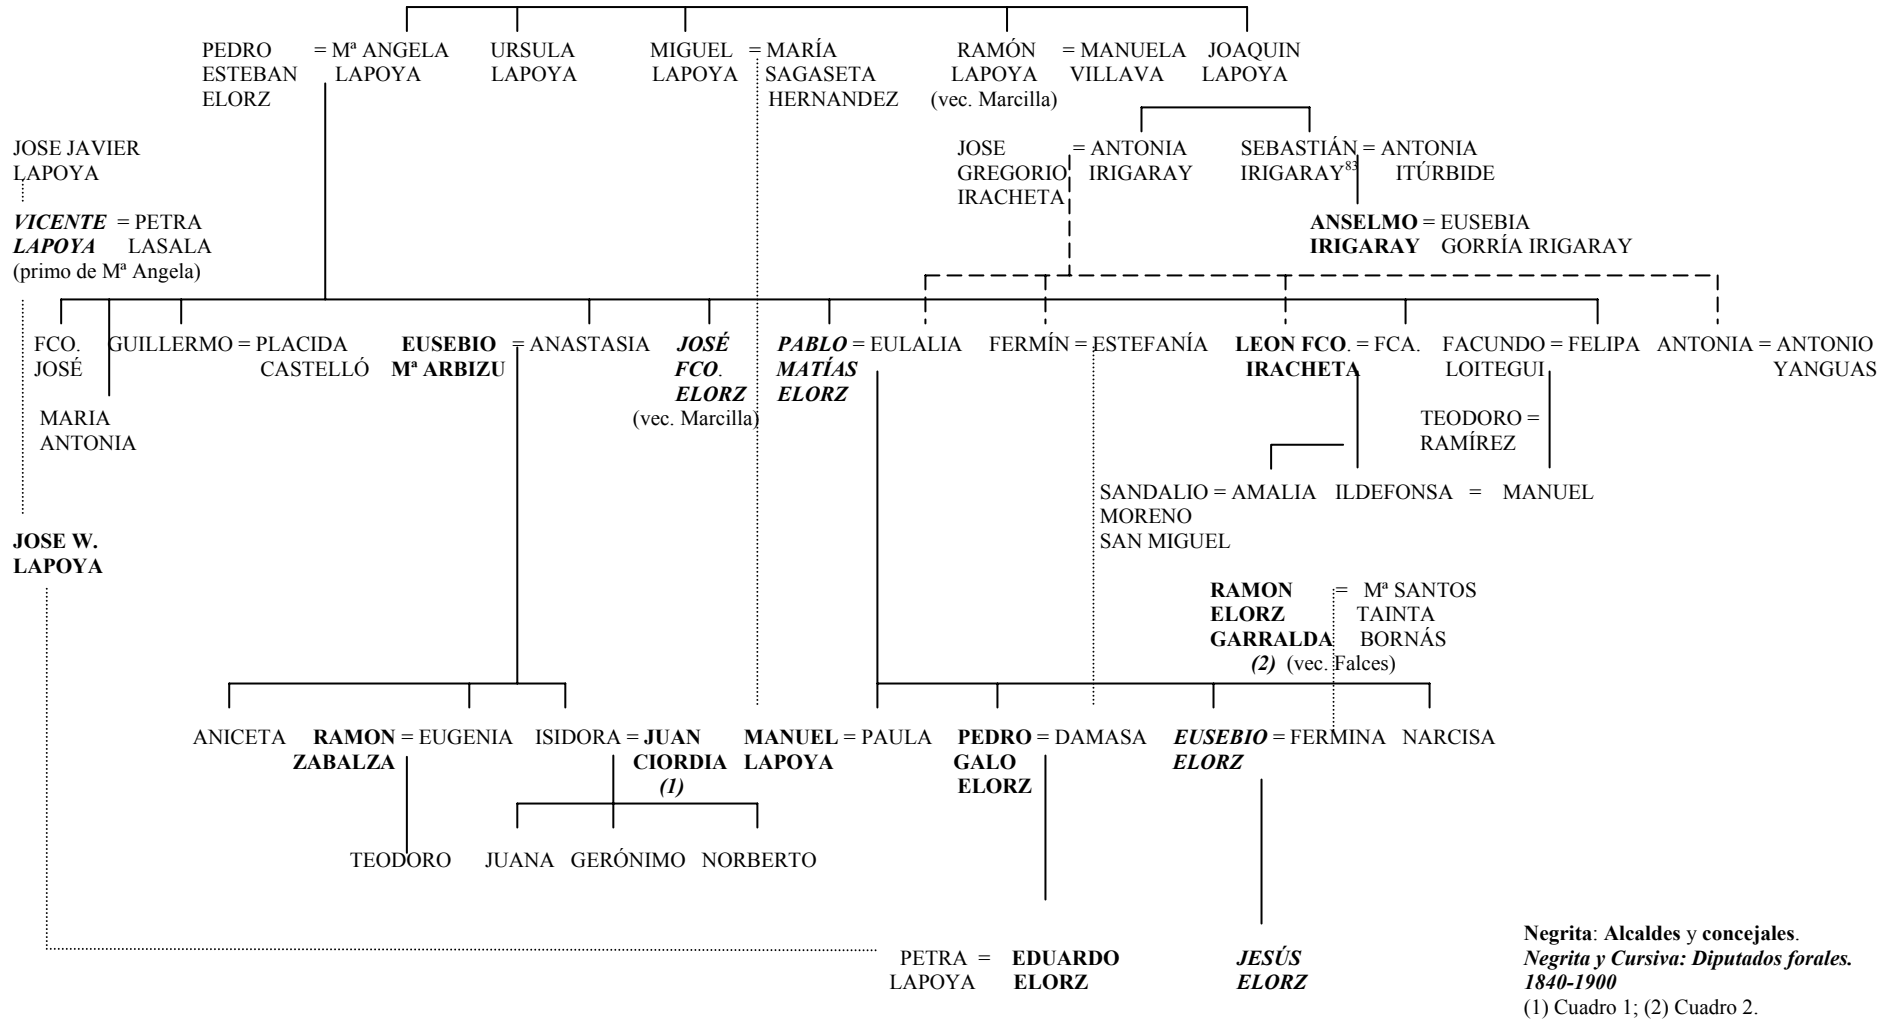 PEDRO = Mª ANGELA URSULA MIGUEL = MARÍA RAMÓN = MANUELA JOAQUIN
ESTEBAN LAPOYA LAPOYA LAPOYA SAGASETA LAPOYA VILLAVA LAPOYA
ELORZ HERNANDEZ (vec. Marcilla)
JOSE JAVIER JOSE = ANTONIA SEBASTIÁN = ANTONIA
LAPOYA GREGORIO IRIGARAY IRIGARAY83 ITÚRBIDE
IRACHETA
VICENTE = PETRA ANSELMO = EUSEBIA
LAPOYA LASALA IRIGARAY GORRÍA IRIGARAY
(primo de Mª Angela)
FCO. GUILLERMO = PLACIDA EUSEBIO = ANASTASIA JOSÉ PABLO = EULALIA FERMÍN = ESTEFANÍA LEON FCO. = FCA. FACUNDO = FELIPA ANTONIA = ANTONIO
JOSÉ CASTELLÓ Mª ARBIZU FCO. MATÍAS IRACHETA LOITEGUI YANGUAS
ELORZ ELORZ
MARIA (vec. Marcilla) TEODORO =
ANTONIA RAMÍREZ
SANDALIO = AMALIA ILDEFONSA = MANUEL
MORENO
SAN MIGUEL
JOSE W.
LAPOYA
RAMON = Mª SANTOS
ELORZ TAINTA
GARRALDA BORNÁS
(2) (vec. Falces)
ANICETA RAMON = EUGENIA ISIDORA = JUAN MANUEL = PAULA PEDRO = DAMASA EUSEBIO = FERMINA NARCISA
ZABALZA CIORDIA LAPOYA GALO ELORZ
(1) ELORZ
TEODORO JUANA GERÓNIMO NORBERTO
Negrita: Alcaldes y concejales.
PETRA = EDUARDO JESÚS Negrita y Cursiva: Diputados forales.
LAPOYA ELORZ ELORZ 1840-1900
(1) Cuadro 1; (2) Cuadro 2.